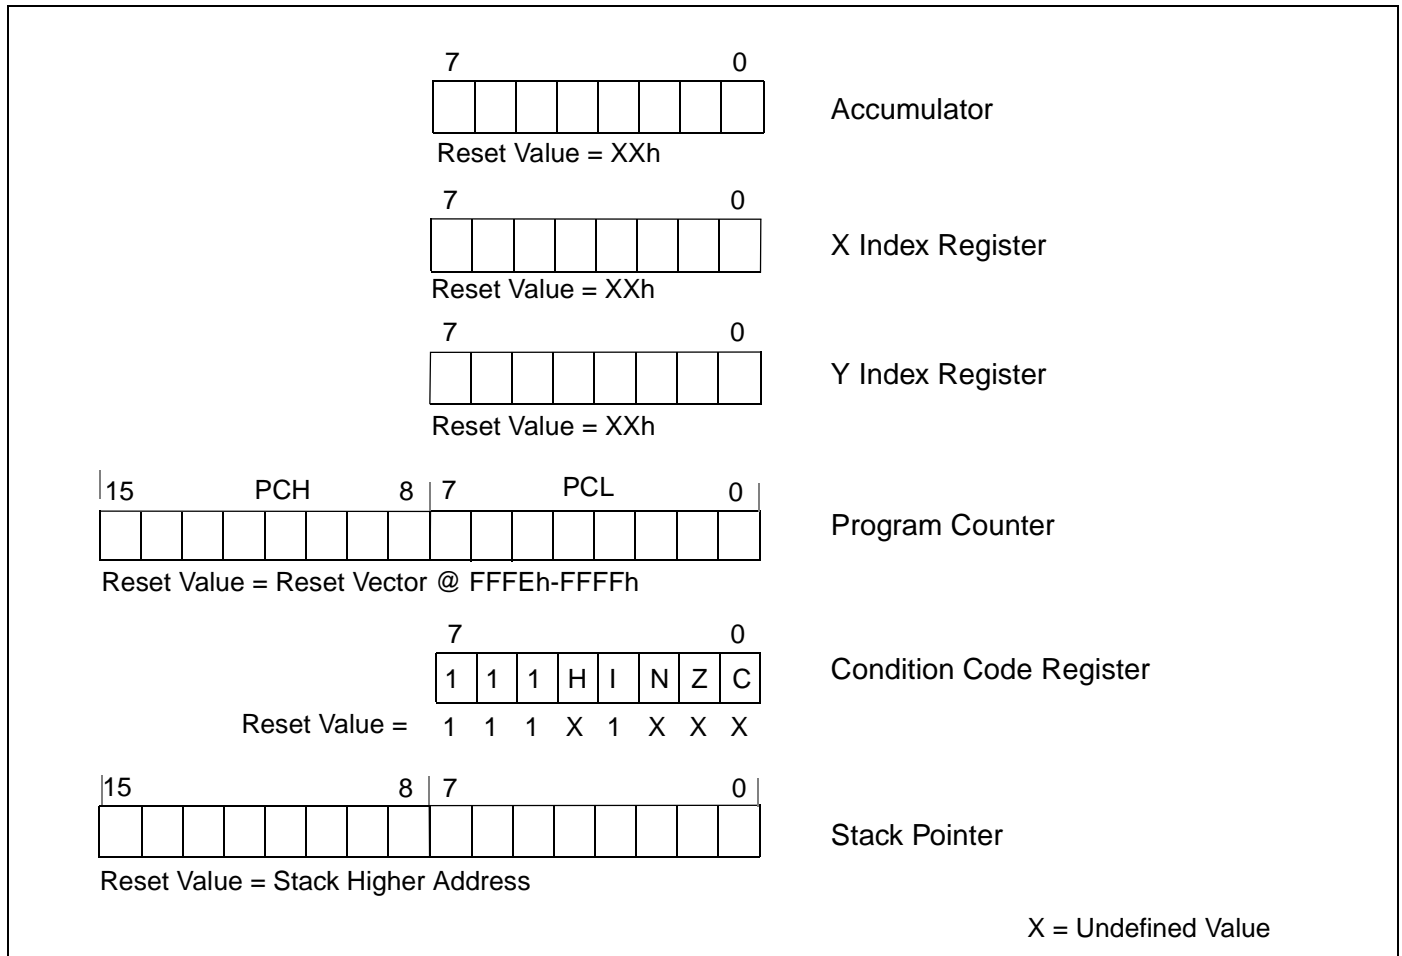 7 0
Accumulator
Reset Value = XXh
7 0
X Index Register
Reset Value = XXh
7 0
Y Index Register
Reset Value = XXh
15 PCH 8 7 PCL 0
Program Counter
Reset Value = Reset Vector @ FFFEh-FFFFh
7 0
1 1 1 H I N Z C
Condition Code Register
Reset Value = 1 1 1 X 1 X X X
15 8 7 0
Stack Pointer
Reset Value = Stack Higher Address
X = Undefined Value